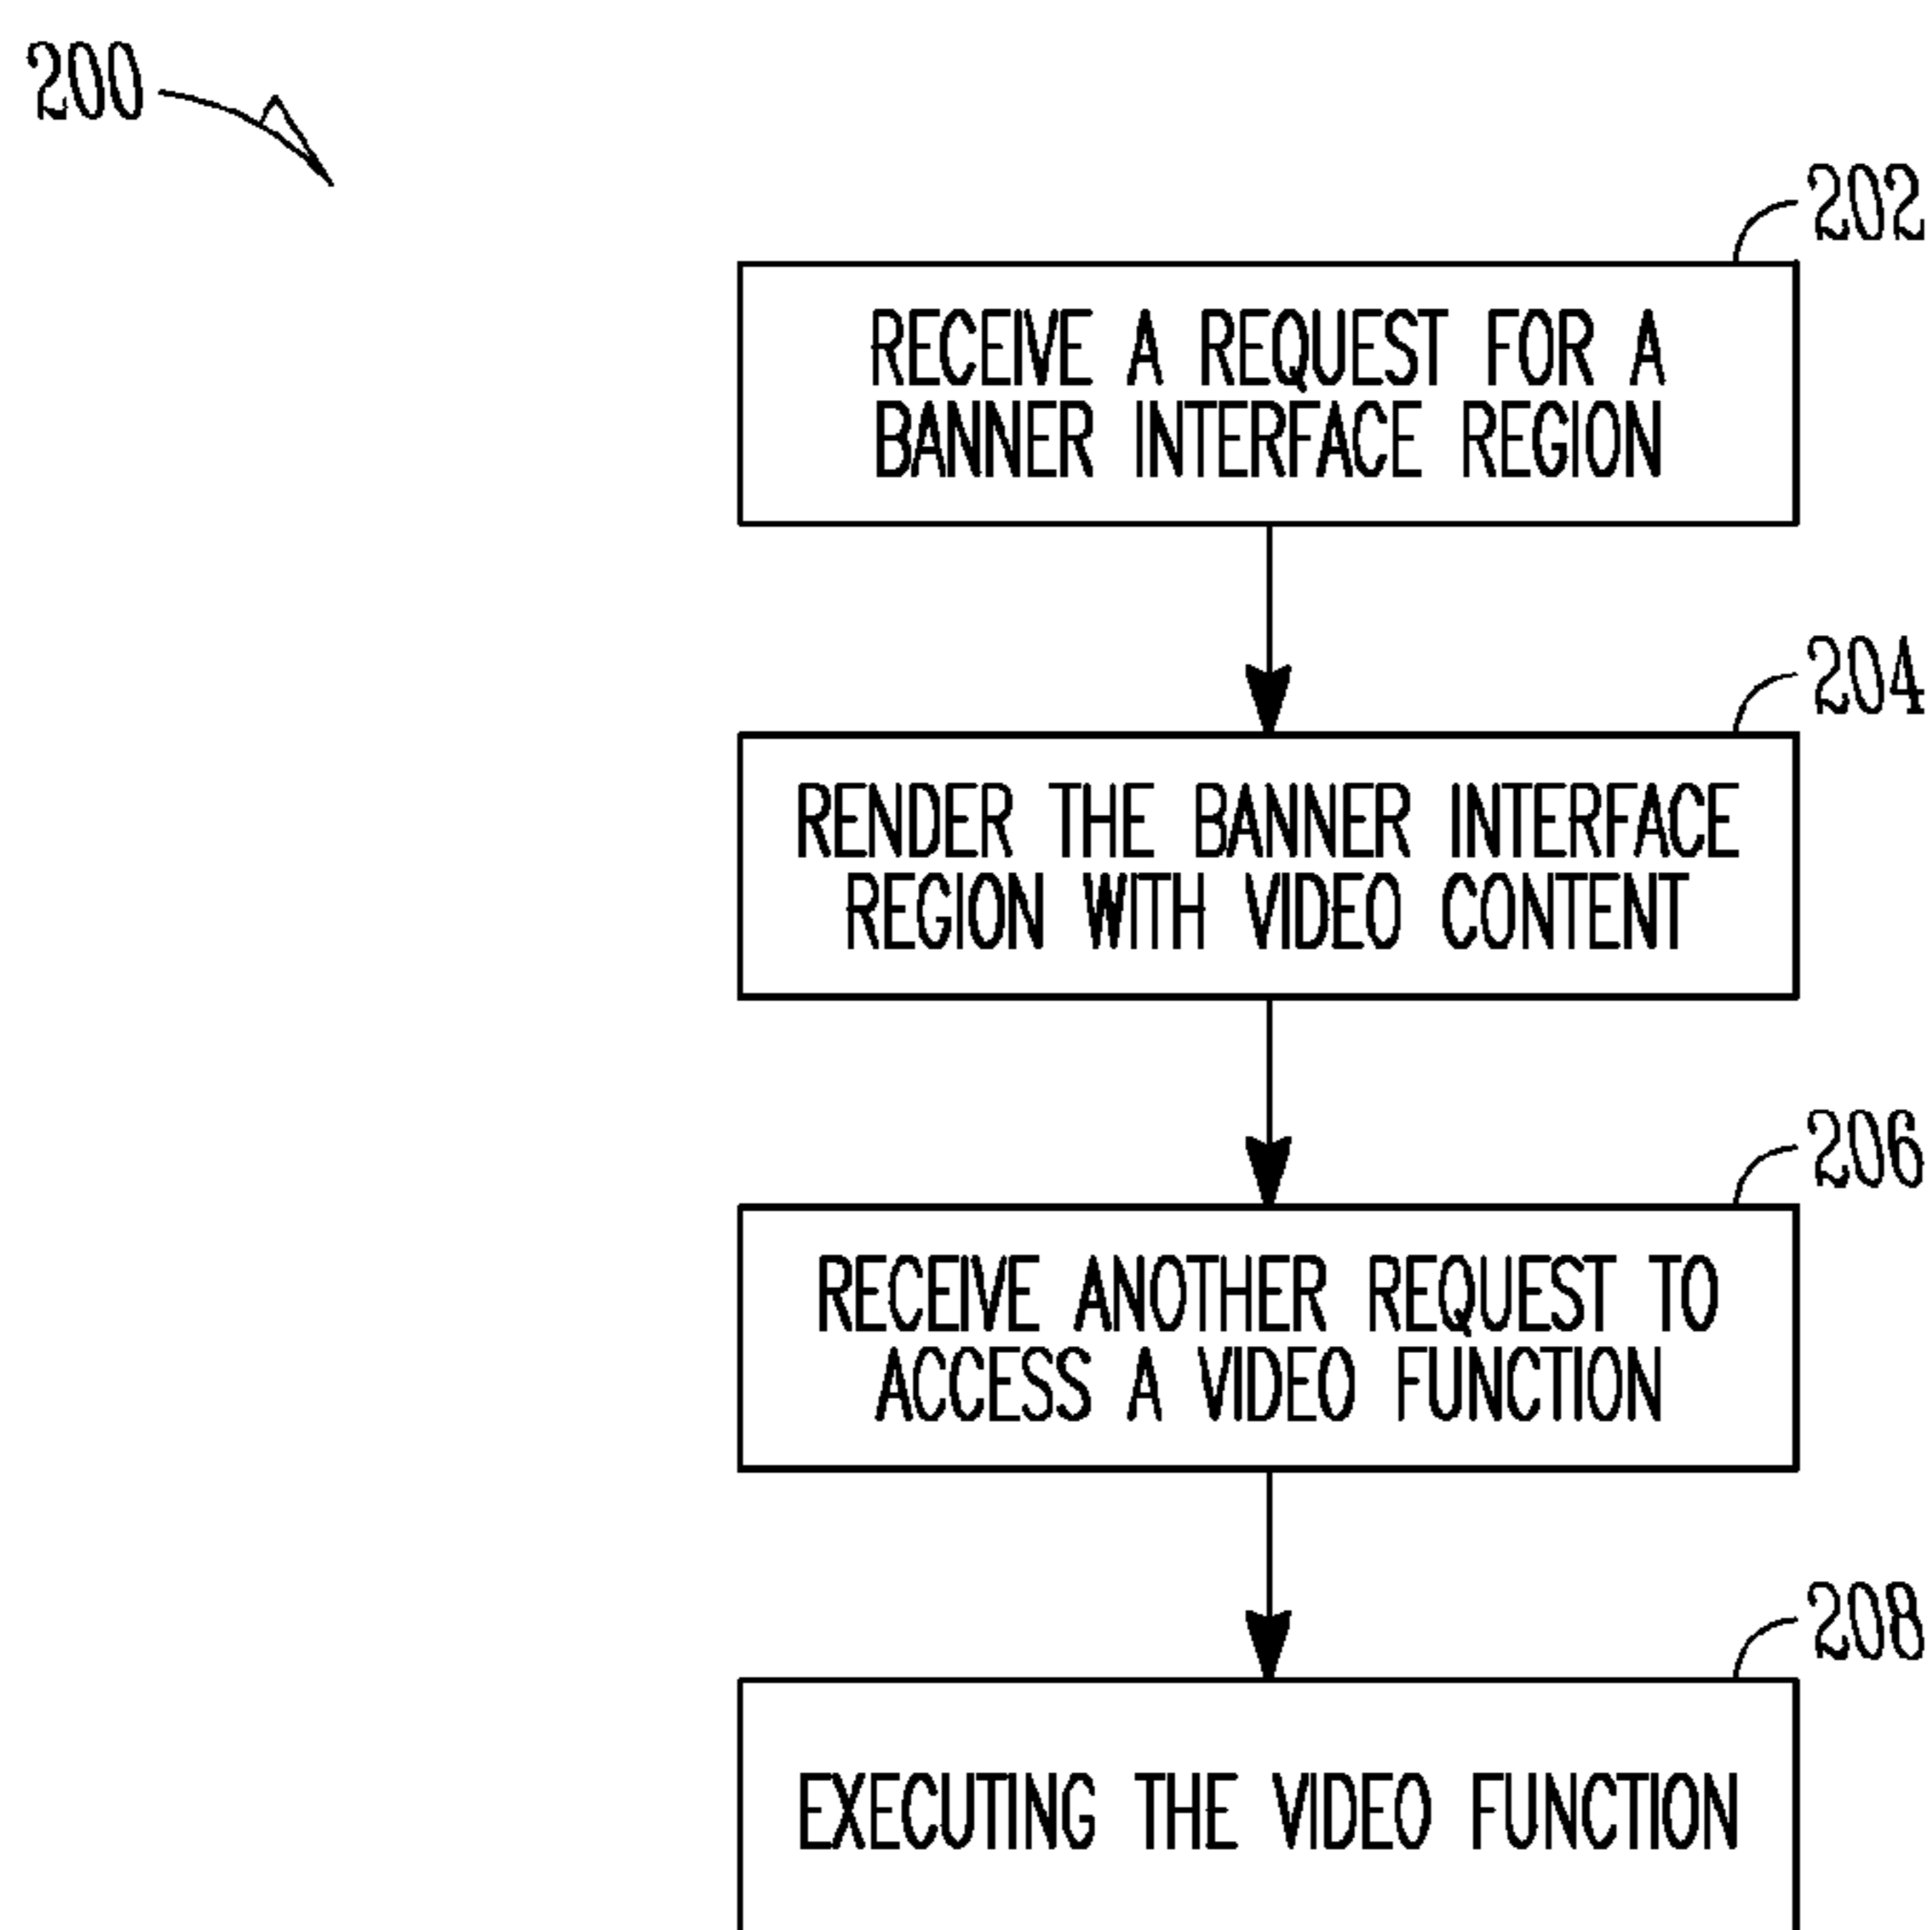 200
202
RECEIVE A REQUEST FOR A
BANNER INTERFACE REGION
204
RENDER THE BANNER INTERFACE
REGION WITH VIDEO CONTENT
206
RECEIVE ANOTHER REQUEST TO
ACCESS A VIDEO FUNCTION
208
EXECUTING THE VIDEO FUNCTION